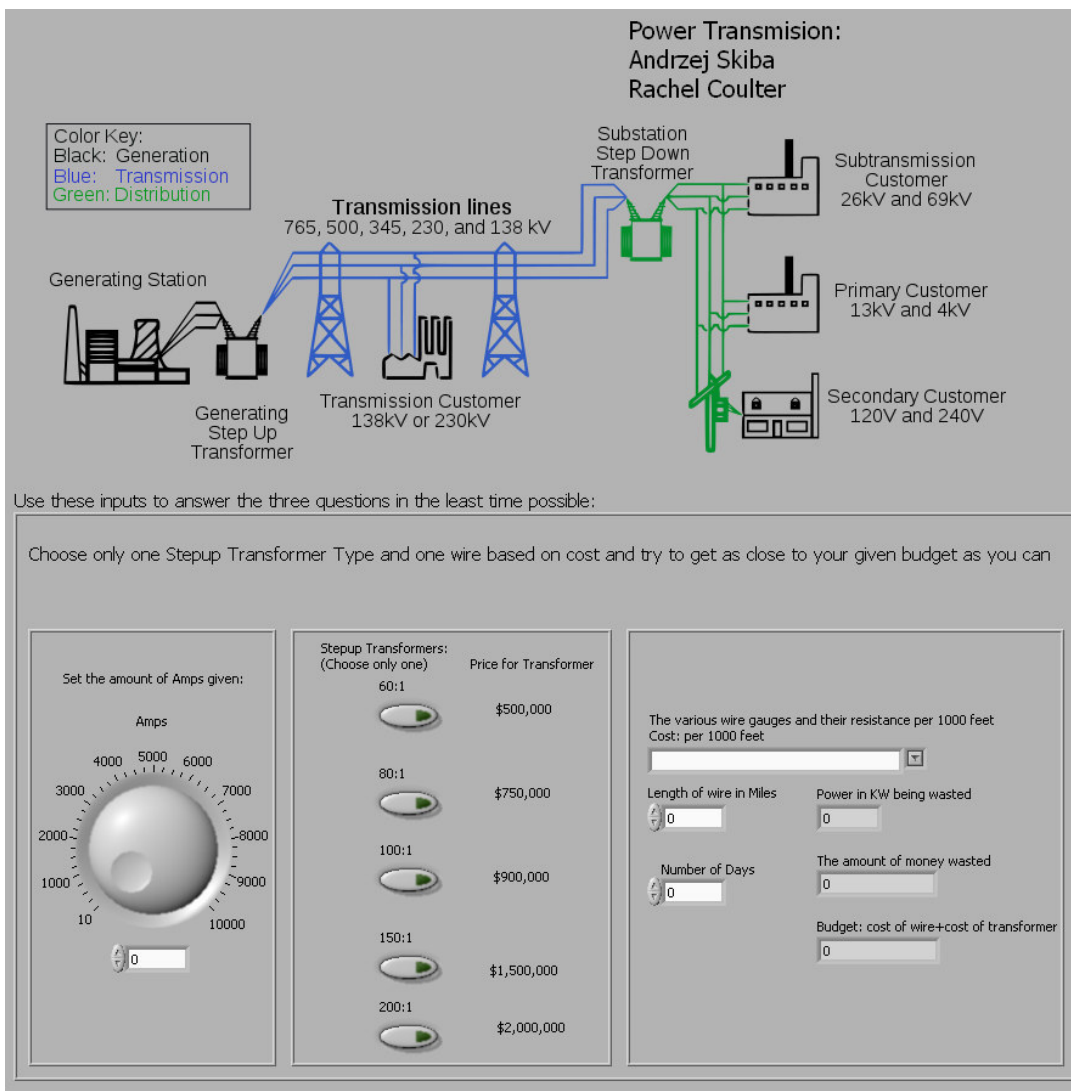 Power Transmision:
Andrzej Skiba
Rachel Coulter
Color Key:
Black: Generation
Blue: Transmission
Green: Distribution
Substation
Step Down
Transformer
Subtransmission
Customer
26kV and 69kV
Transmission lines
765, 500, 345, 230, and 138 kV
Generating Station
Primary Customer
13kV and 4kV
Generating
Step Up
Transformer
Transmission Customer
138kV or 230kV
Secondary Customer
120V and 240V
Use these inputs to answer the three questions in the least time possible:
Choose only one Stepup Transformer Type and one wire based on cost and try to get as close to your given budget as you can
Set the amount of Amps given:
Amps
10
1000
2000
3000
4000
5000
6000
7000
8000
9000
10000
0
Stepup Transformers:
(Choose only one)
Price for Transformer
60:1
$500,000
80:1
$750,000
100:1
$900,000
150:1
$1,500,000
200:1
$2,000,000
The various wire gauges and their resistance per 1000 feet
Cost: per 1000 feet
Length of wire in Miles
0
Power in KW being wasted
0
Number of Days
0
The amount of money wasted
0
Budget: cost of wire+cost of transformer
0